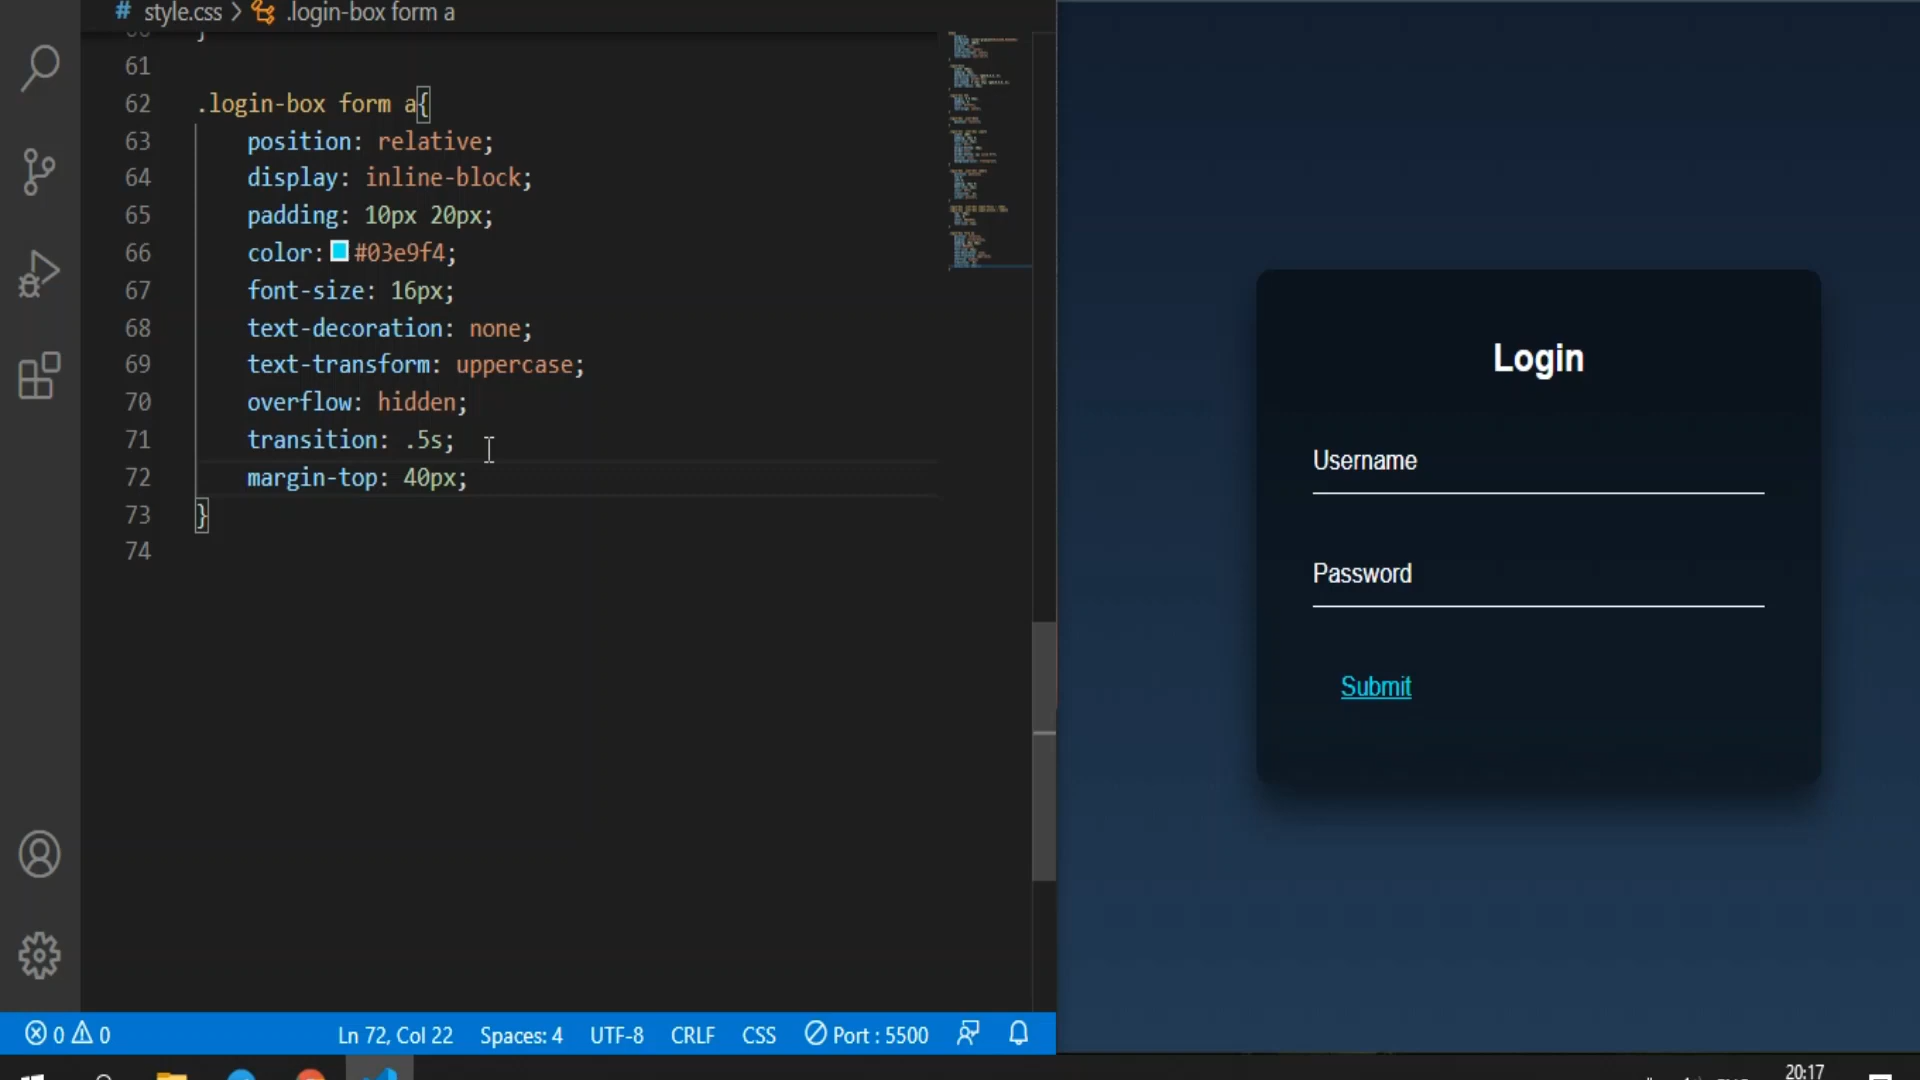 # style.css > .login-box form a
61
62 .login-box form a{
63 position: relative;
64 display: inline-block;
65 padding: 10px 20px;
66 color: #03e9f4;
67 font-size: 16px;
68 text-decoration: none;
69 text-transform: uppercase;
70 overflow: hidden;
71 transition: .5s;
72 margin-top: 40px;
73 }
74
Login
Username
Password
Submit
0 0 Ln 72, Col 22 Spaces: 4 UTF-8 CRLF CSS Port : 5500
20:17